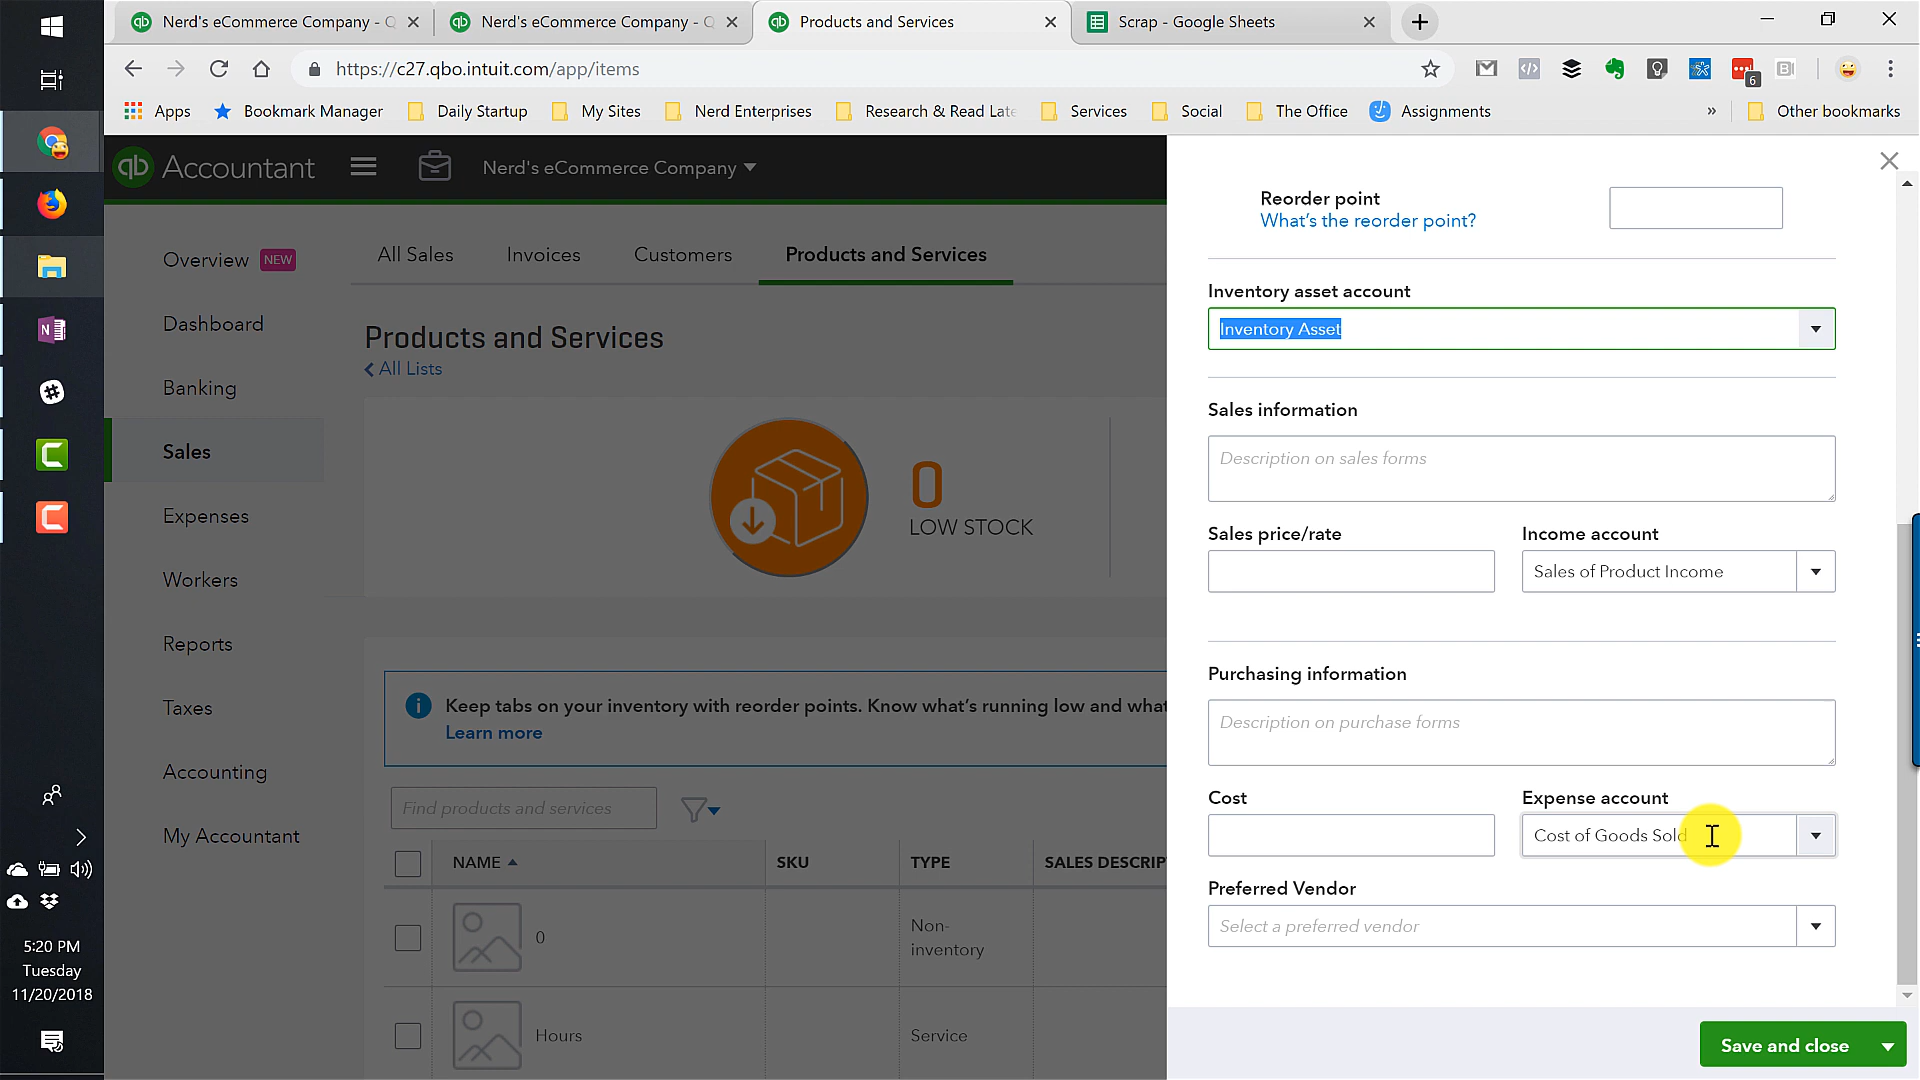 Nerd's eCommerce Company - Q
Nerd's eCommerce Company - Q
Products and Services
Scrap - Google Sheets
https://c27.qbo.intuit.com/app/items
6
Apps
Bookmark Manager
Daily Startup
My Sites
Nerd Enterprises
Research & Read Late
Services
Social
The Office
Assignments
»
Other bookmarks
qb Accountant
Nerd's eCommerce Company
Overview NEW
Dashboard
Banking
Sales
Expenses
Workers
Reports
Taxes
Accounting
My Accountant
All Sales
Invoices
Customers
Products and Services
Products and Services
All Lists
0
LOW STOCK
Keep tabs on your inventory with reorder points. Know what's running low and what
Learn more
Find products and services
NAME
SKU
TYPE
SALES DESCRIP
0
Non-
inventory
Hours
Service
Reorder point
What's the reorder point?
Inventory asset account
Inventory Asset
Sales information
Description on sales forms
Sales price/rate
Income account
Sales of Product Income
Purchasing information
Description on purchase forms
Cost
Expense account
Cost of Goods Sold
Preferred Vendor
Select a preferred vendor
Save and close
5:20 PM
Tuesday
11/20/2018